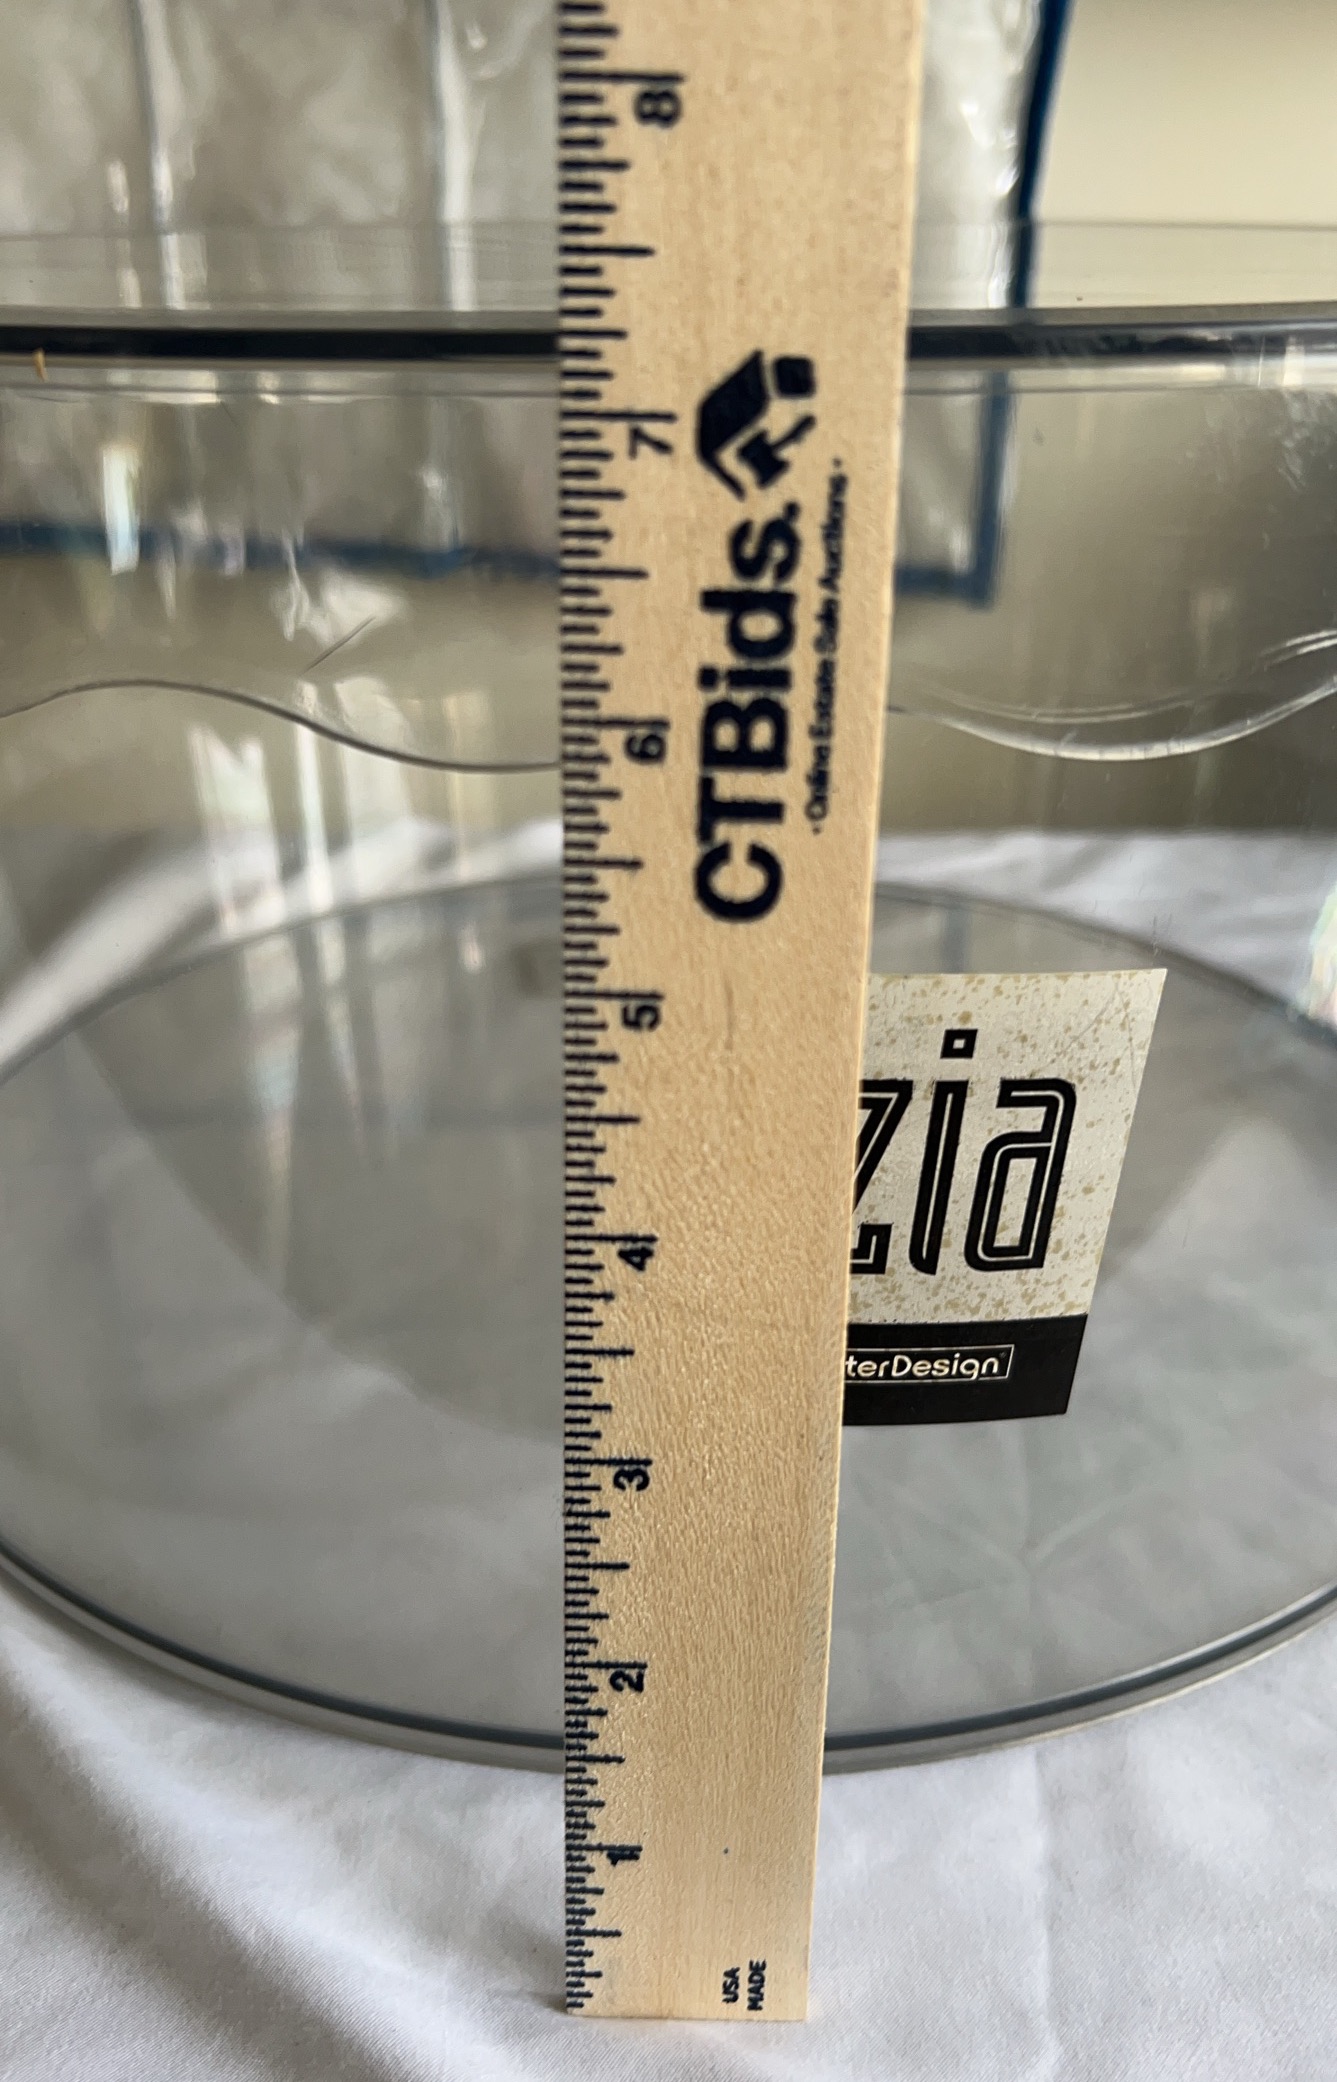 8
7
6
5
4
3
2
1
CTBids.
· Online Estate Sale Auctions ·
zia
terDesign
USA
MADE